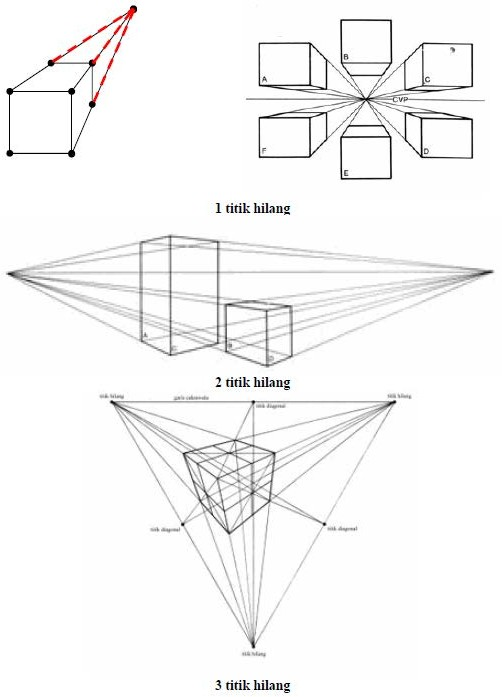 A
B
C
CVP
F
E
D
1 titik hilang
A
B
C
D
2 titik hilang
titik hilang
garis cakrawala
titik diagonal
titik hilang
titik diagonal
titik diagonal
titik hilang
3 titik hilang